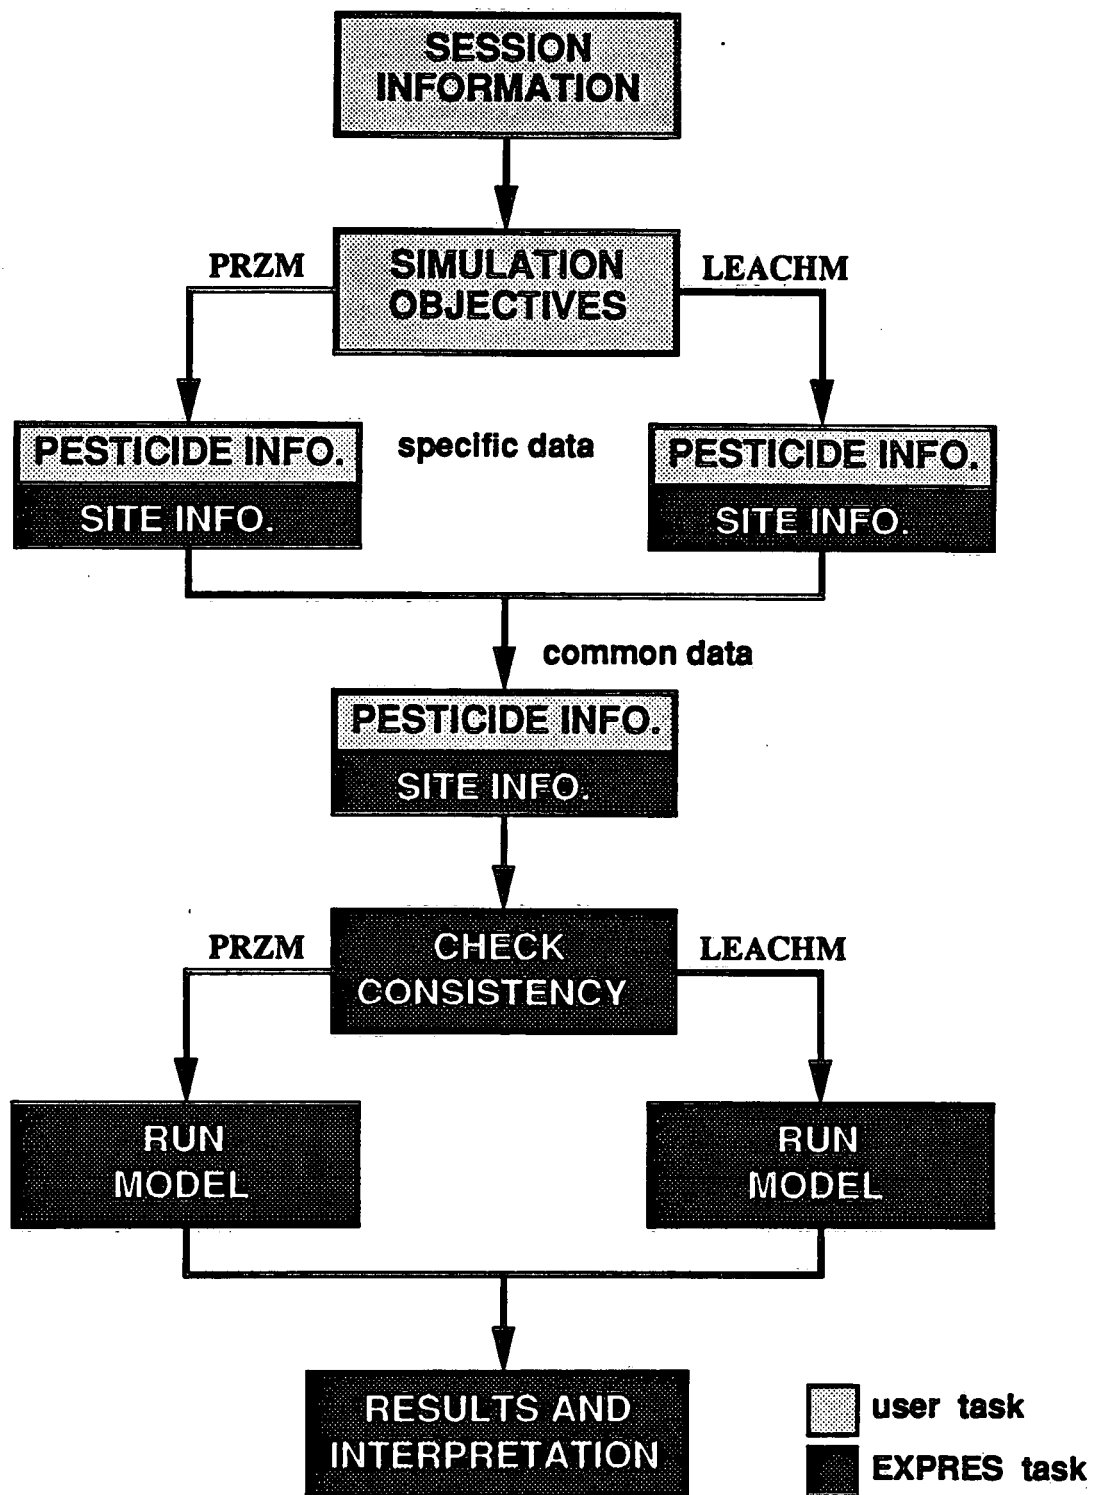 SESSION
INFORMATION
PRZM
SIMULATION
OBJECTIVES
LEACHM
PESTICIDE INFO.
SITE INFO.
specific data
PESTICIDE INFO.
SITE INFO.
common data
PESTICIDE INFO.
SITE INFO.
PRZM
CHECK
CONSISTENCY
LEACHM
RUN
MODEL
RUN
MODEL
RESULTS AND
INTERPRETATION
user task
EXPRES task